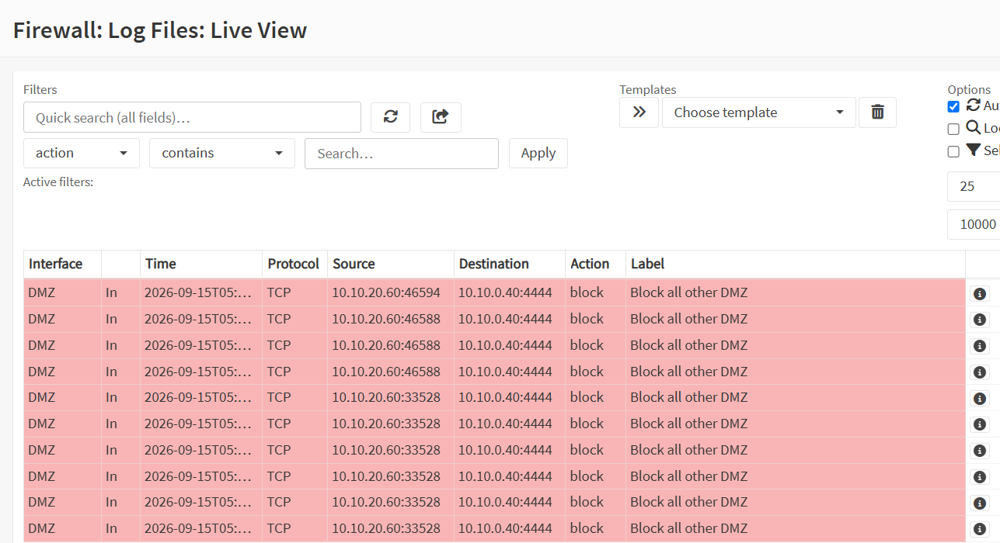 Firewall: Log Files: Live View
Filters
Templates
Options
Quick search (all fields)…
Choose template
Au
Loc
Sel
action
contains
Search…
Apply
Active filters:
25
10000
Interface Time Protocol Source Destination Action Label
DMZ In 2026-09-15T05:… TCP 10.10.20.60:46594 10.10.0.40:4444 block Block all other DMZ
DMZ In 2026-09-15T05:… TCP 10.10.20.60:46588 10.10.0.40:4444 block Block all other DMZ
DMZ In 2026-09-15T05:… TCP 10.10.20.60:46588 10.10.0.40:4444 block Block all other DMZ
DMZ In 2026-09-15T05:… TCP 10.10.20.60:46588 10.10.0.40:4444 block Block all other DMZ
DMZ In 2026-09-15T05:… TCP 10.10.20.60:33528 10.10.0.40:4444 block Block all other DMZ
DMZ In 2026-09-15T05:… TCP 10.10.20.60:33528 10.10.0.40:4444 block Block all other DMZ
DMZ In 2026-09-15T05:… TCP 10.10.20.60:33528 10.10.0.40:4444 block Block all other DMZ
DMZ In 2026-09-15T05:… TCP 10.10.20.60:33528 10.10.0.40:4444 block Block all other DMZ
DMZ In 2026-09-15T05:… TCP 10.10.20.60:33528 10.10.0.40:4444 block Block all other DMZ
DMZ In 2026-09-15T05:… TCP 10.10.20.60:33528 10.10.0.40:4444 block Block all other DMZ